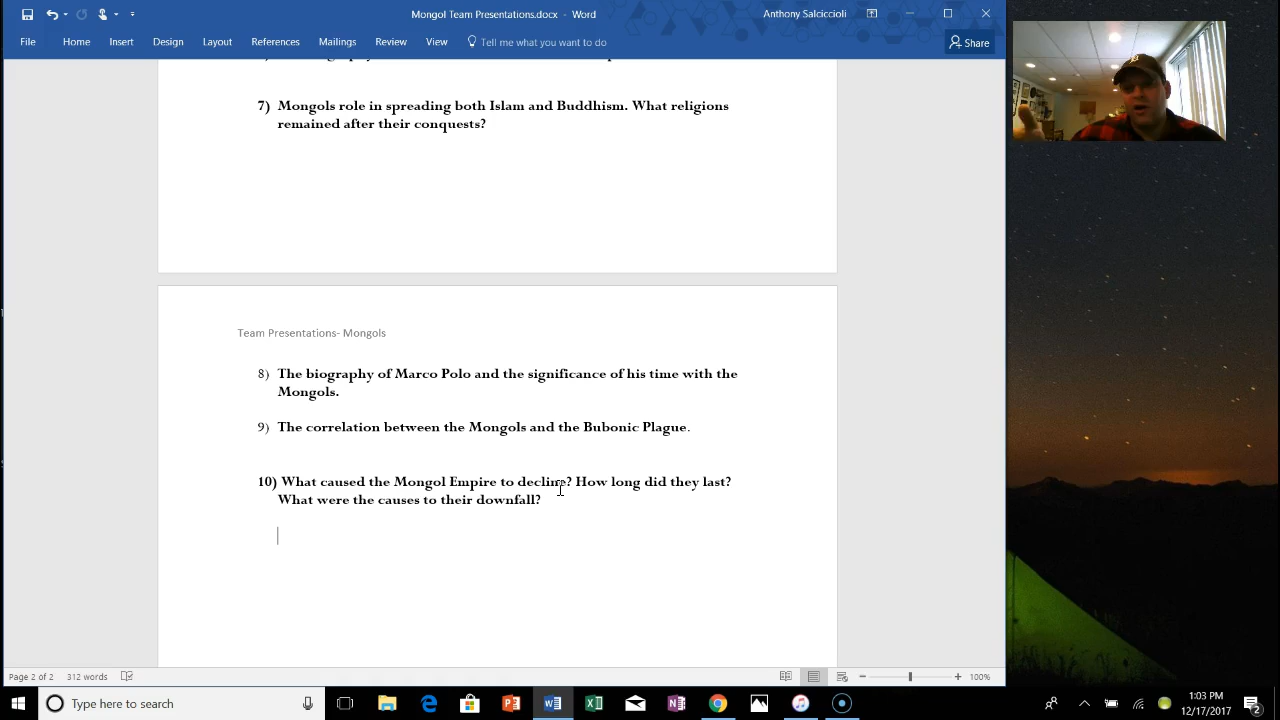 Mongol Team Presentations.docx - Word
Anthony Salciccioli
File Home Insert Design Layout References Mailings Review View Tell me what you want to do
Share
7) Mongols role in spreading both Islam and Buddhism. What religions
remained after their conquests?
Team Presentations- Mongols
8) The biography of Marco Polo and the significance of his time with the
Mongols.
9) The correlation between the Mongols and the Bubonic Plague.
10) What caused the Mongol Empire to decline? How long did they last?
What were the causes to their downfall?
Page 2 of 2 312 words
100%
Type here to search
1:03 PM
12/17/2017
2